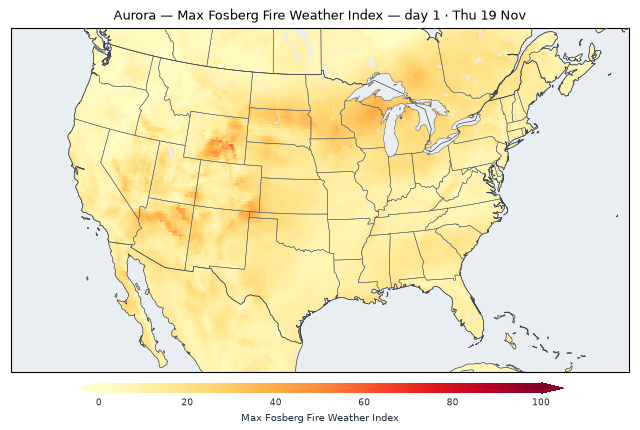 Aurora — Max Fosberg Fire Weather Index — day 1 · Thu 19 Nov
0 20 40 60 80 100
Max Fosberg Fire Weather Index